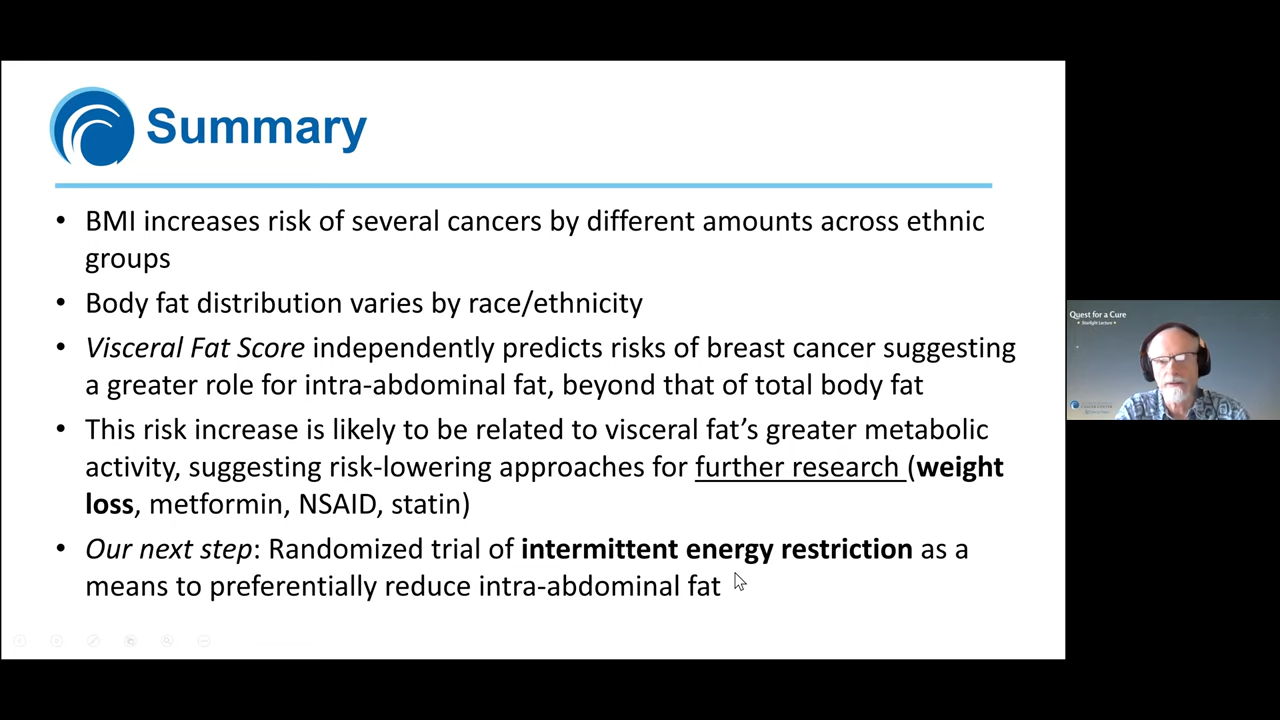 Summary
• BMI increases risk of several cancers by different amounts across ethnic
groups
• Body fat distribution varies by race/ethnicity
• Visceral Fat Score independently predicts risks of breast cancer suggesting
a greater role for intra-abdominal fat, beyond that of total body fat
• This risk increase is likely to be related to visceral fat’s greater metabolic
activity, suggesting risk-lowering approaches for further research (weight
loss, metformin, NSAID, statin)
• Our next step: Randomized trial of intermittent energy restriction as a
means to preferentially reduce intra-abdominal fat
Quest for a Cure
Starlight Lecture
CANCER CENTER